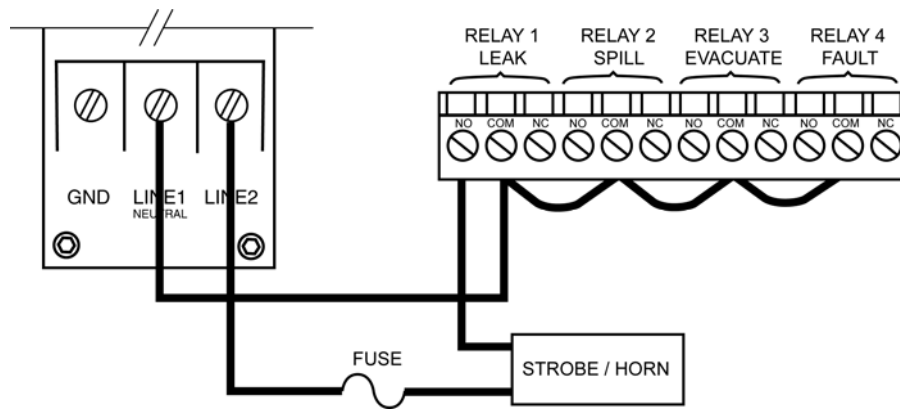 RELAY 1 RELAY 2 RELAY 3 RELAY 4
LEAK SPILL EVACUATE FAULT
NO COM NC NO COM NC NO COM NC NO COM NC
GND LINE1 LINE2
NEUTRAL
FUSE
STROBE / HORN